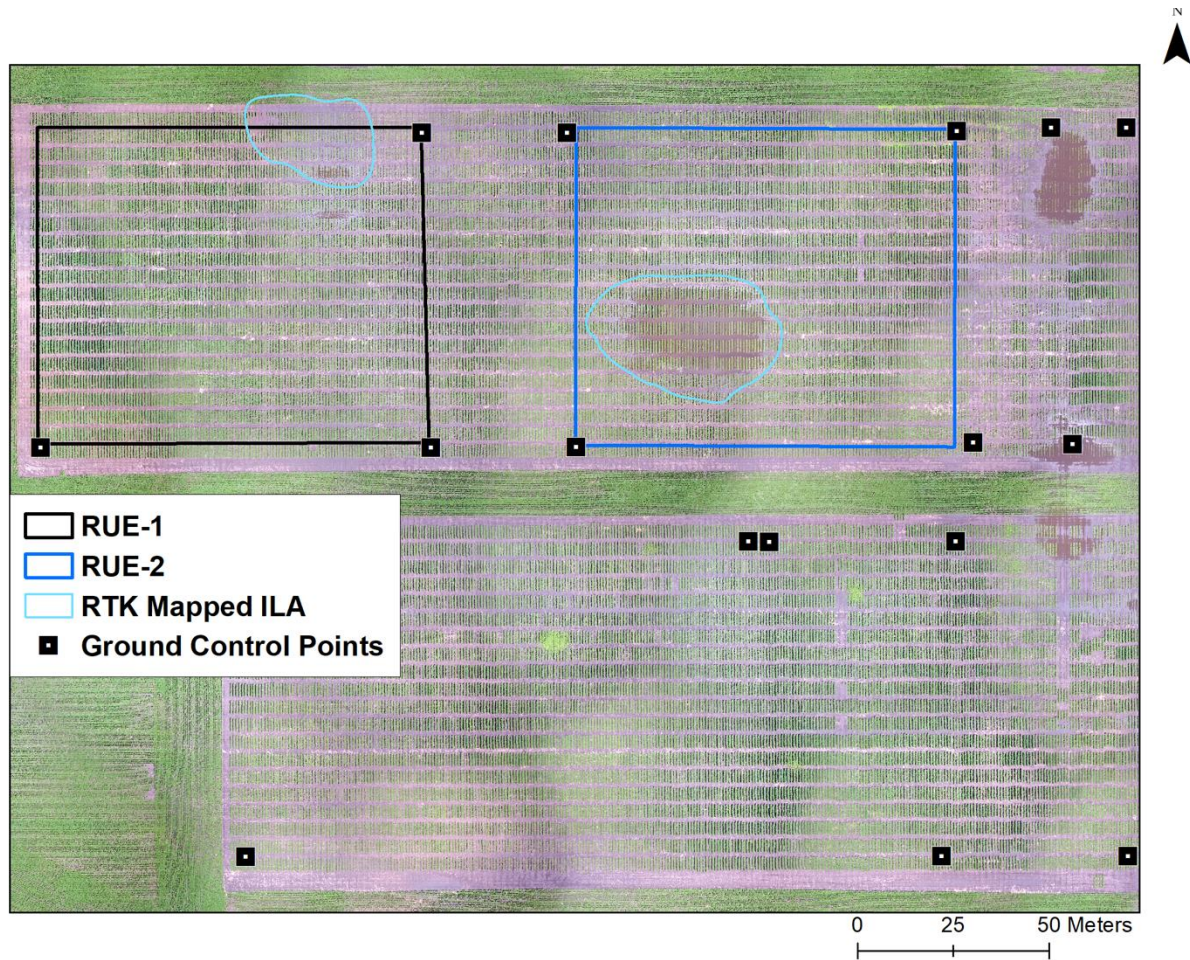 N
RUE-1
RUE-2
RTK Mapped ILA
Ground Control Points
0 25 50 Meters